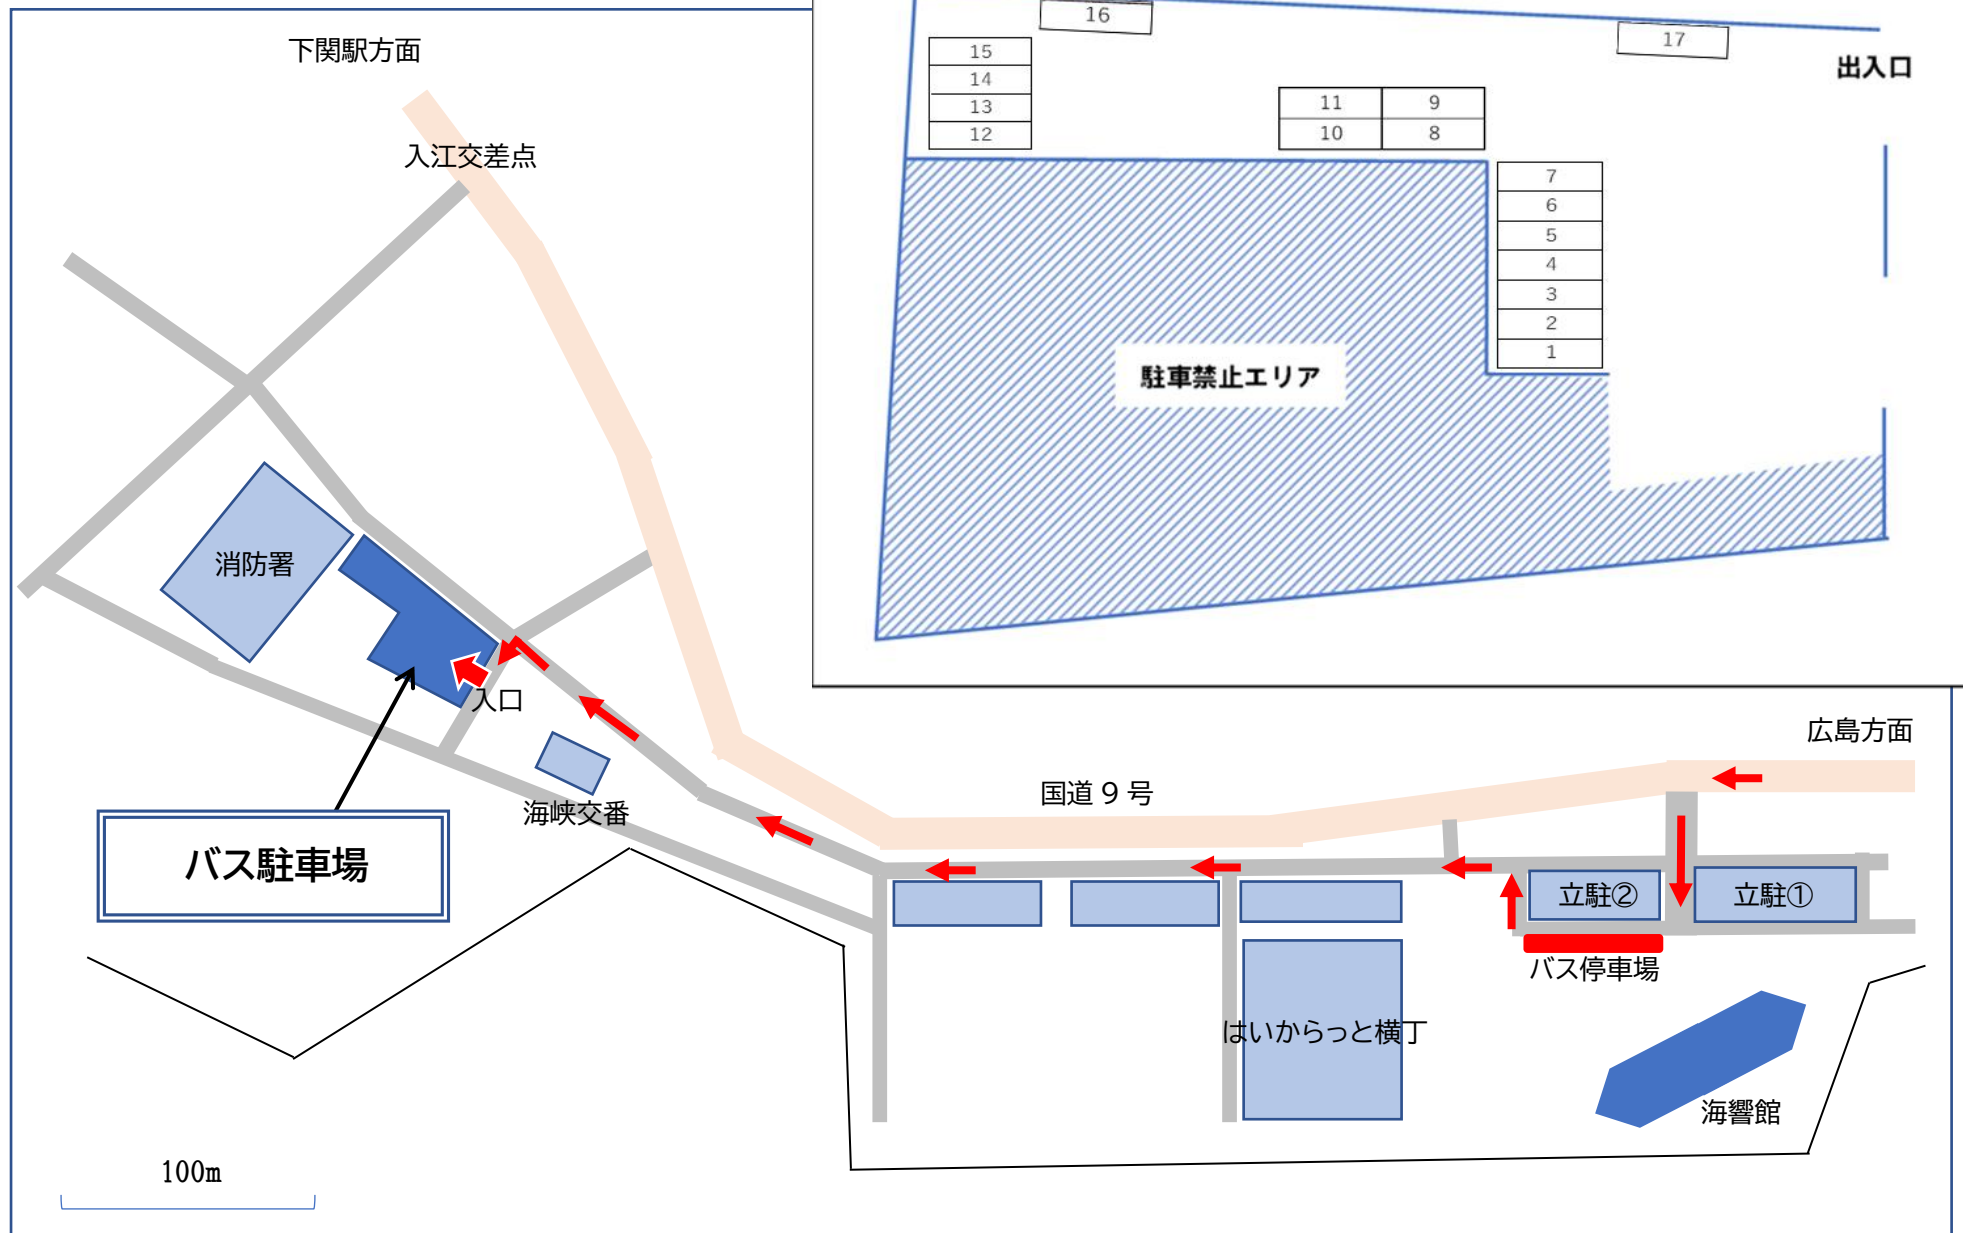 下関駅方面
入江交差点
16
17
出入口
15
14
13
12
11
9
10
8
7
6
5
4
3
2
1
駐車禁止エリア
消防署
入口
海峡交番
バス駐車場
国道9号
広島方面
立駐②
立駐①
バス停車場
はいからっと横丁
海響館
100m